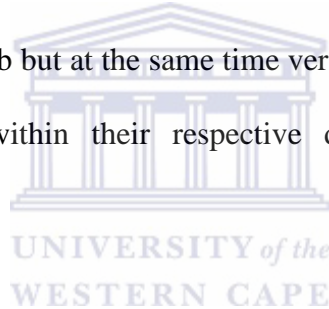 b but at the same time ver
within their respective
UNIVERSITY of the
WESTERN CAPE